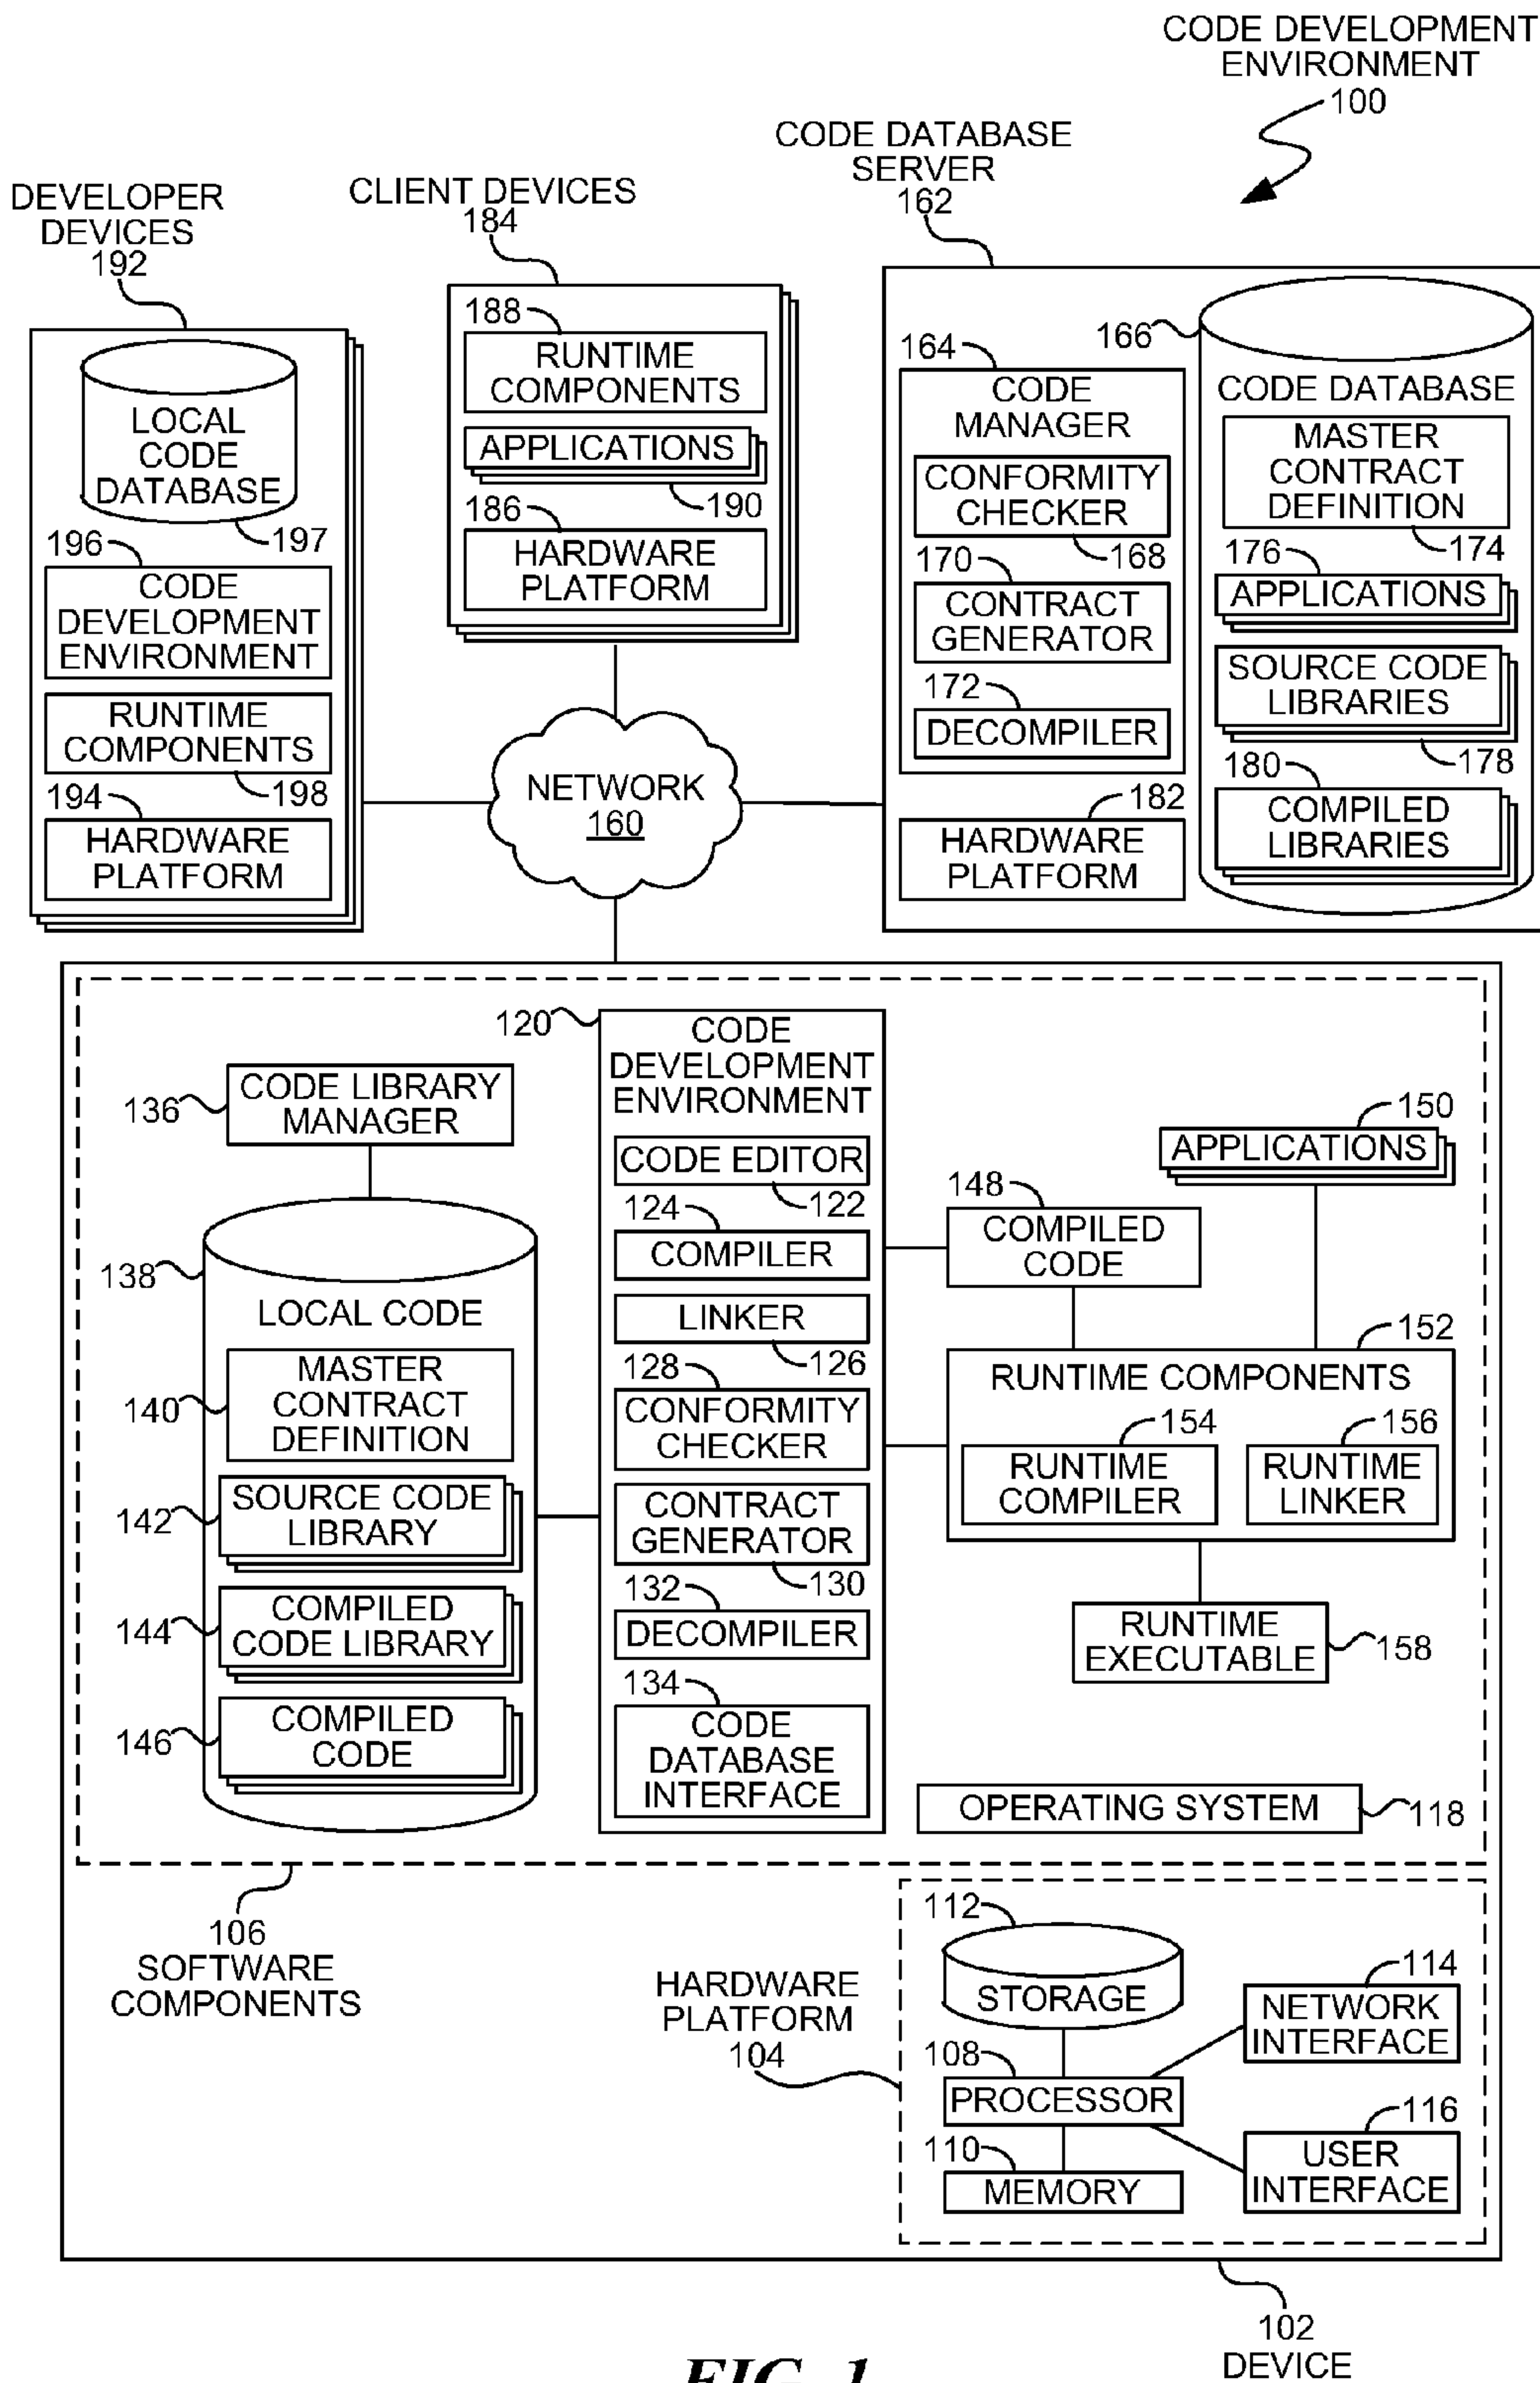 CODE DEVELOPMENT
ENVIRONMENT
100
CODE DATABASE
SERVER
162
CLIENT DEVICES
184
DEVELOPER
DEVICES
192
LOCAL
CODE
DATABASE
197
196
CODE
DEVELOPMENT
ENVIRONMENT
RUNTIME
COMPONENTS
198
194
HARDWARE
PLATFORM
188
RUNTIME
COMPONENTS
APPLICATIONS
190
186
HARDWARE
PLATFORM
NETWORK
160
164
CODE
MANAGER
CONFORMITY
CHECKER
168
170
CONTRACT
GENERATOR
172
DECOMPILER
182
HARDWARE
PLATFORM
166
CODE DATABASE
MASTER
CONTRACT
DEFINITION
174
176
APPLICATIONS
SOURCE CODE
LIBRARIES
178
180
COMPILED
LIBRARIES
136
CODE LIBRARY
MANAGER
138
LOCAL CODE
140
MASTER
CONTRACT
DEFINITION
142
SOURCE CODE
LIBRARY
144
COMPILED
CODE LIBRARY
146
COMPILED
CODE
120
CODE
DEVELOPMENT
ENVIRONMENT
CODE EDITOR
122
124
COMPILER
LINKER
126
128
CONFORMITY
CHECKER
CONTRACT
GENERATOR
130
132
DECOMPILER
134
CODE
DATABASE
INTERFACE
150
APPLICATIONS
148
COMPILED
CODE
152
RUNTIME COMPONENTS
154
RUNTIME
COMPILER
156
RUNTIME
LINKER
RUNTIME
EXECUTABLE
158
OPERATING SYSTEM
118
106
SOFTWARE
COMPONENTS
HARDWARE
PLATFORM
104
112
STORAGE
108
PROCESSOR
110
MEMORY
114
NETWORK
INTERFACE
116
USER
INTERFACE
102
DEVICE
FIG. 1